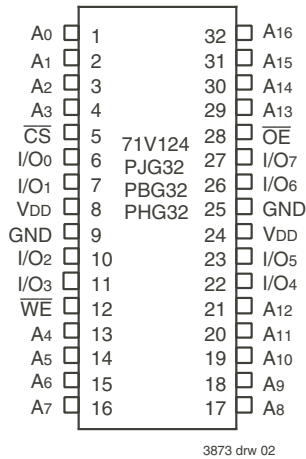 A0 1 32 A16
A1 2 31 A15
A2 3 30 A14
A3 4 29 A13
CS 5 71V124 28 OE
I/O0 6 PJG32 27 I/O7
I/O1 7 PBG32 26 I/O6
VDD 8 PHG32 25 GND
GND 9 24 VDD
I/O2 10 23 I/O5
I/O3 11 22 I/O4
WE 12 21 A12
A4 13 20 A11
A5 14 19 A10
A6 15 18 A9
A7 16 17 A8
3873 drw 02